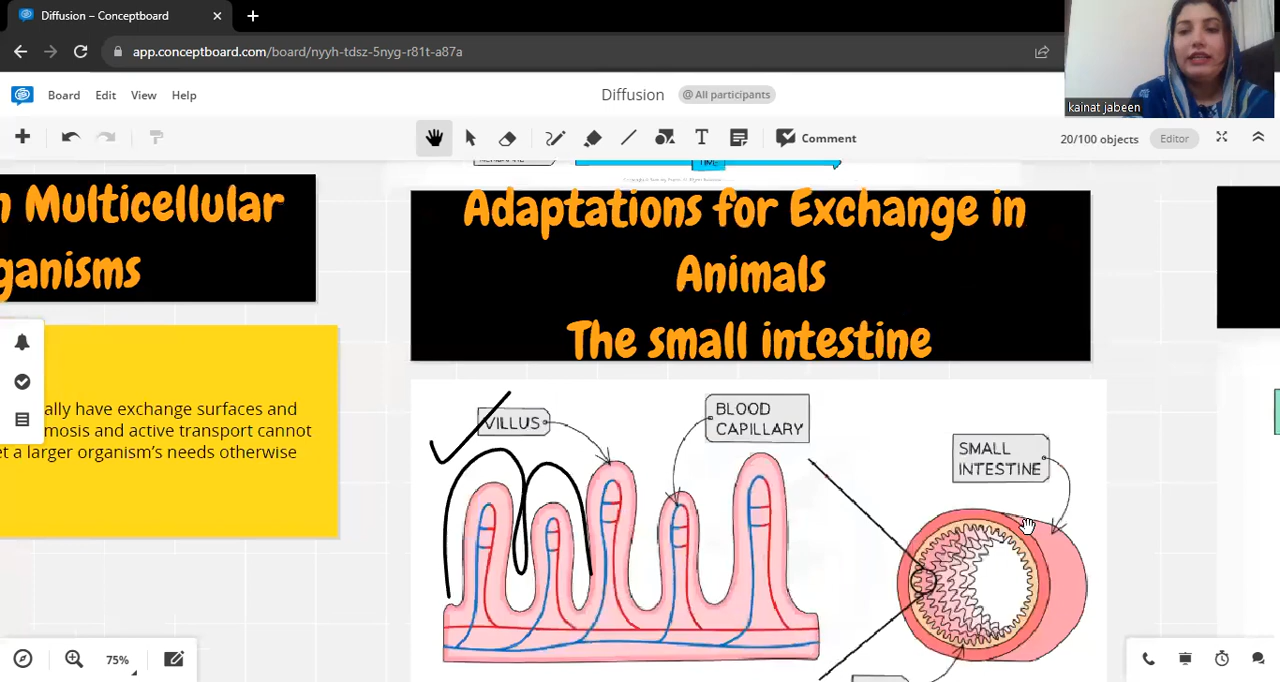 Diffusion – Conceptboard
app.conceptboard.com/board/nyyh-tdsz-5nyg-r81t-a87a
kainat jabeen
Board Edit View Help
Diffusion @ All participants
T Comment
20/100 objects Editor
TIME
n Multicellular
ganisms
Adaptations for Exchange in
Animals
The small intestine
ally have exchange surfaces and
mosis and active transport cannot
et a larger organism's needs otherwise
VILLUS
BLOOD
CAPILLARY
SMALL
INTESTINE
75%